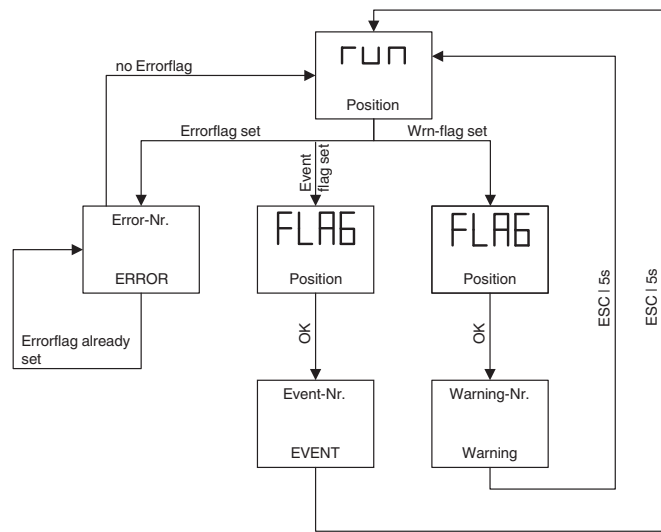 run
Position
no Errorflag
Errorflag set
Event
flag set
Wrn-flag set
Error-Nr.
ERROR
FLAG
Position
FLAG
Position
Errorflag already
set
OK
OK
ESC I 5s
ESC I 5s
Event-Nr.
EVENT
Warning-Nr.
Warning